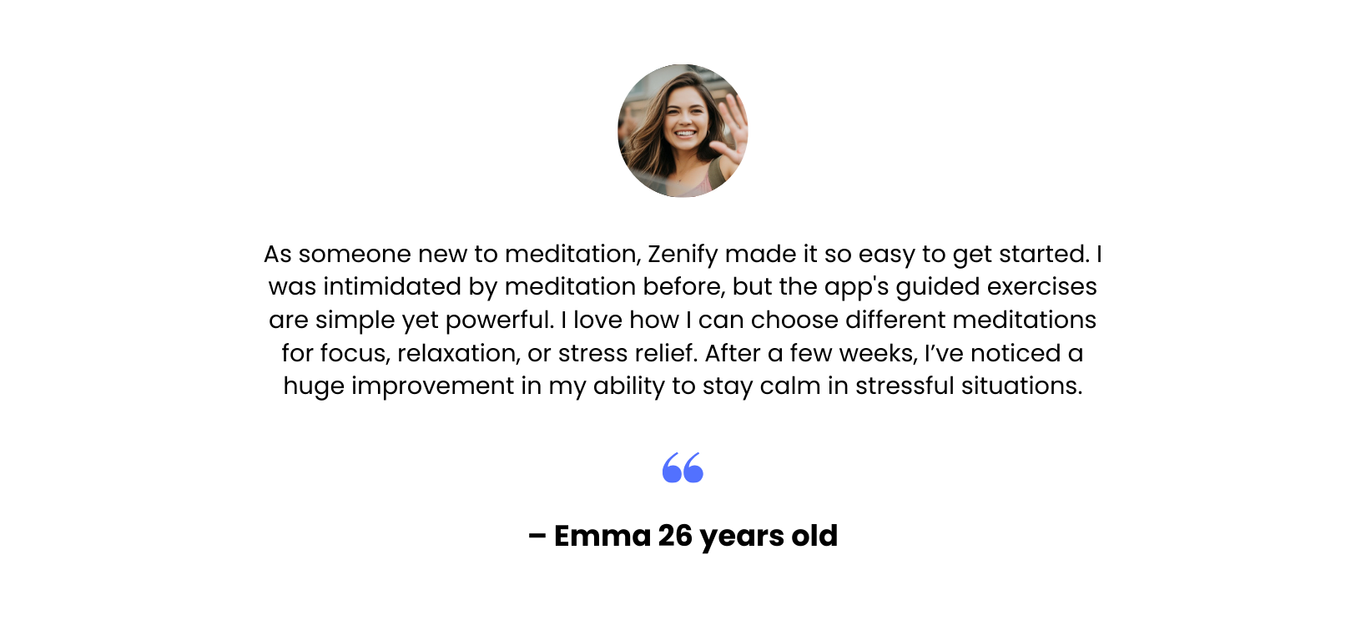 As someone new to meditation, Zenify made it so easy to get started. I
was intimidated by meditation before, but the app's guided exercises
are simple yet powerful. I love how I can choose different meditations
for focus, relaxation, or stress relief. After a few weeks, I’ve noticed a
huge improvement in my ability to stay calm in stressful situations.
“
– Emma 26 years old